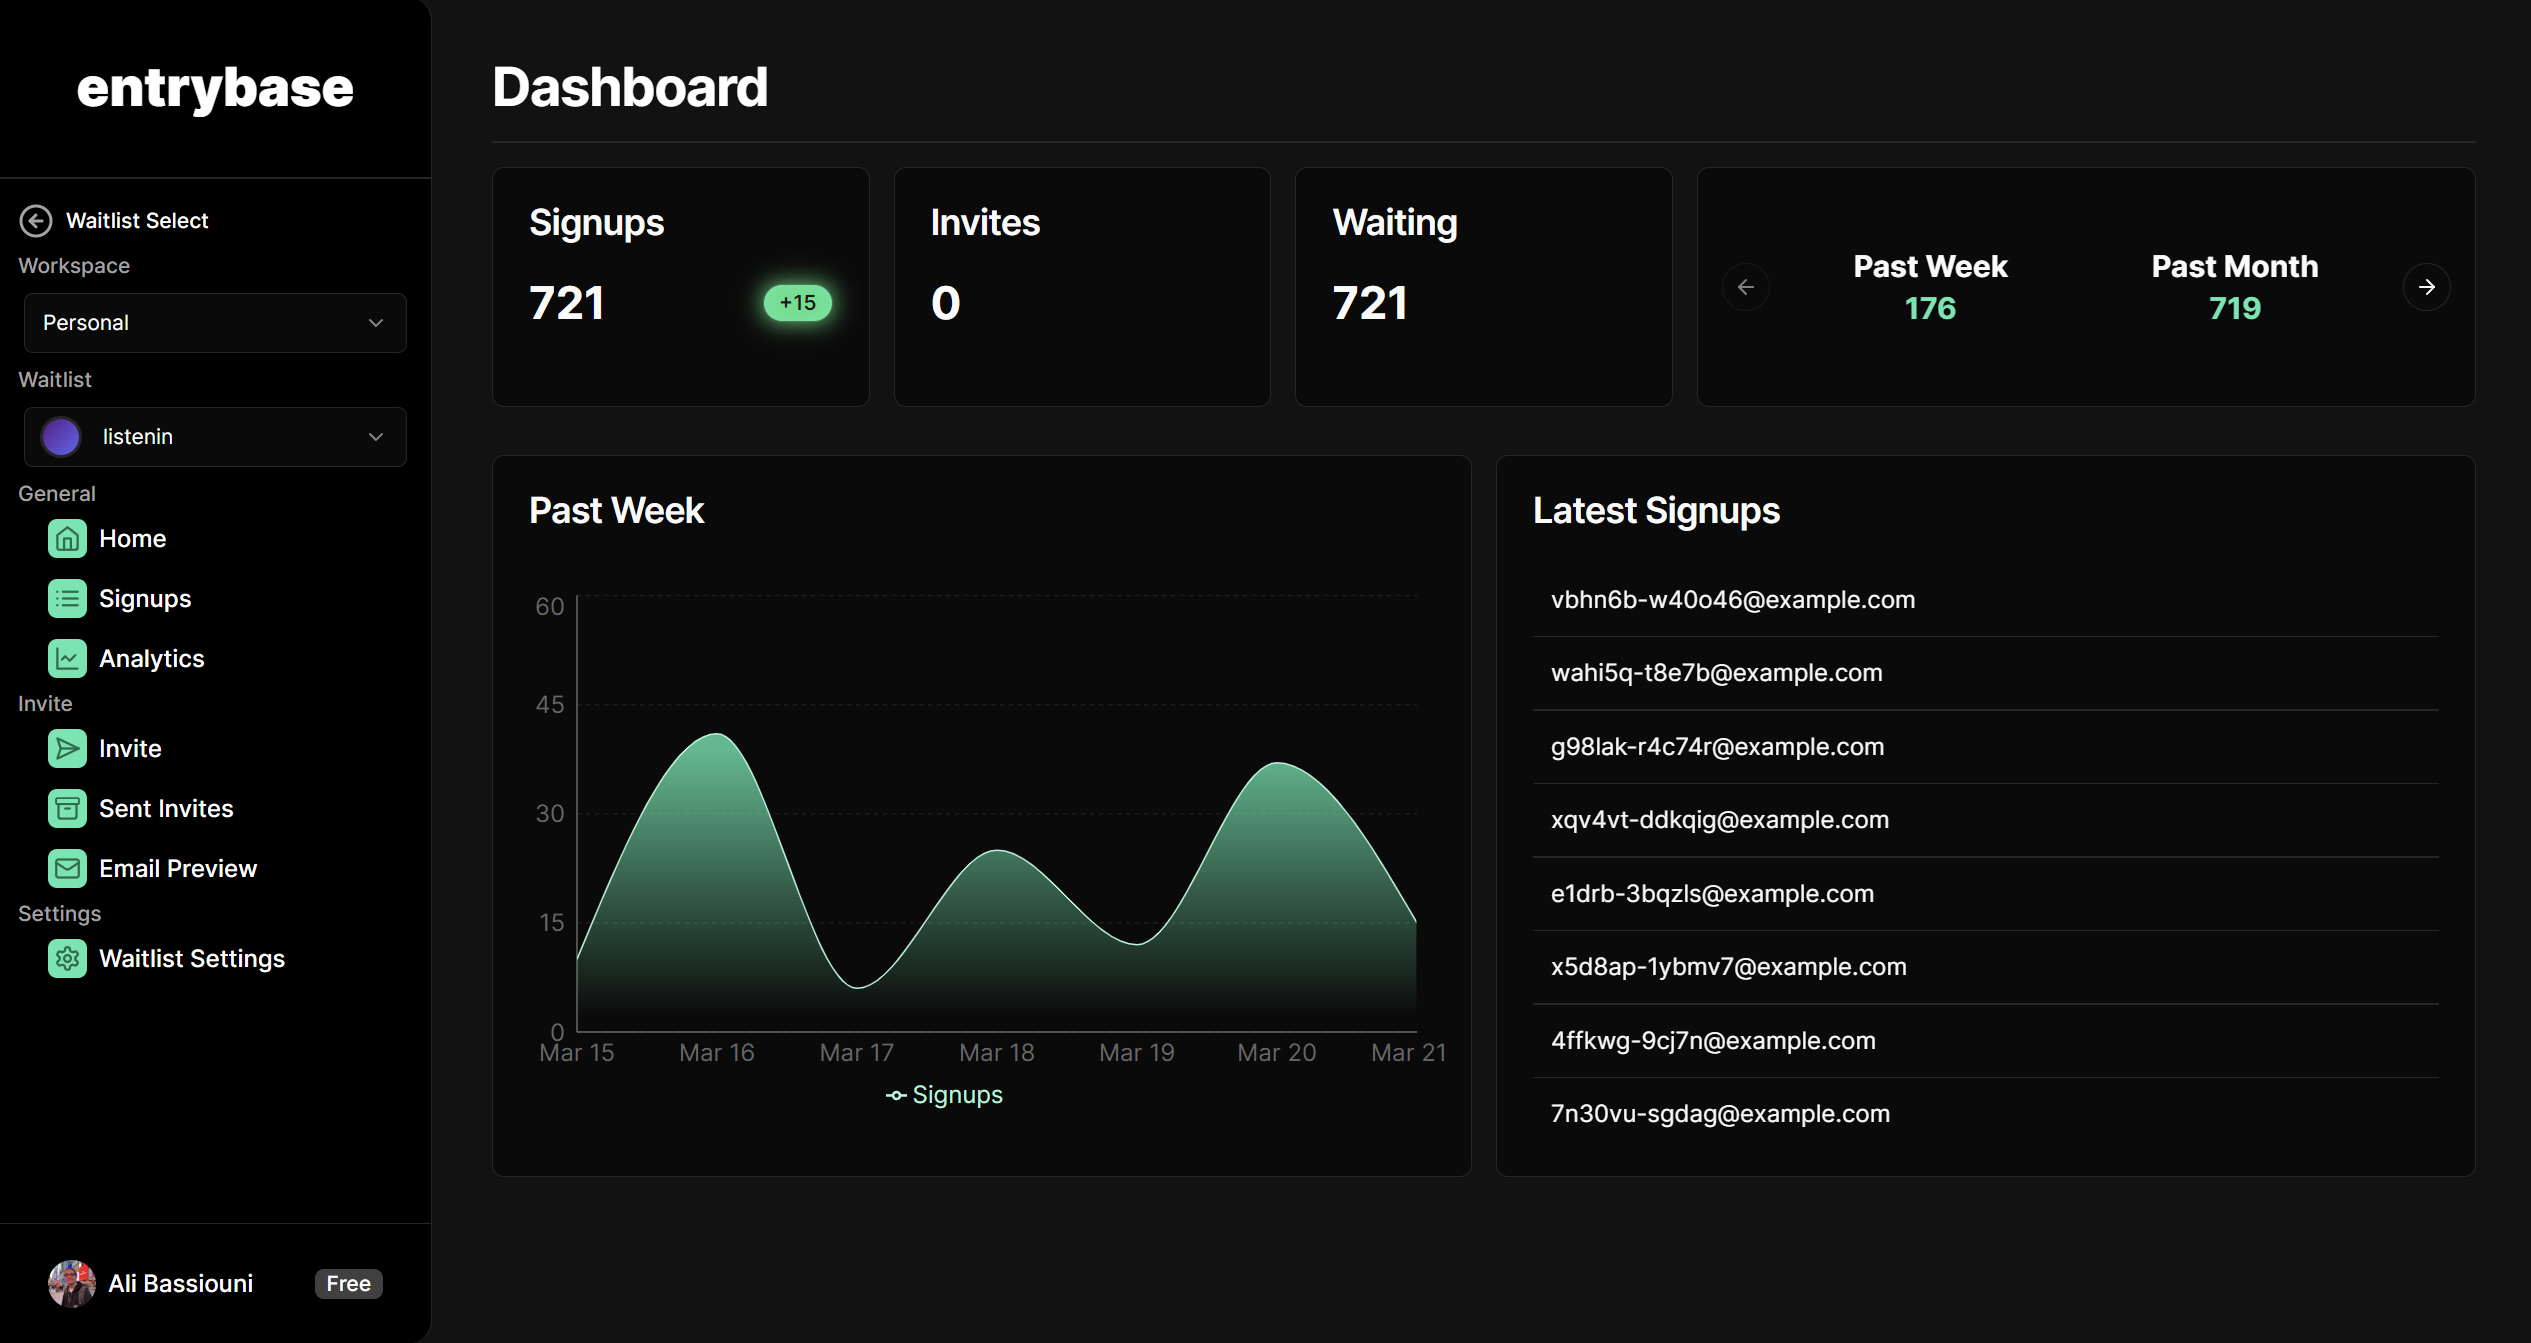 entrybase
Waitlist Select
Workspace
Personal
Waitlist
listenin
General
Home
Signups
Analytics
Invite
Invite
Sent Invites
Email Preview
Settings
Waitlist Settings
Ali Bassiouni
Free
Dashboard
Signups
721
+15
Invites
0
Waiting
721
Past Week
176
Past Month
719
Past Week
60
45
30
15
0
Mar 15 Mar 16 Mar 17 Mar 18 Mar 19 Mar 20 Mar 21
Signups
Latest Signups
vbhn6b-w40o46@example.com
wahi5q-t8e7b@example.com
g98lak-r4c74r@example.com
xqv4vt-ddkqig@example.com
e1drb-3bqzls@example.com
x5d8ap-1ybmv7@example.com
4ffkwg-9cj7n@example.com
7n30vu-sgdag@example.com